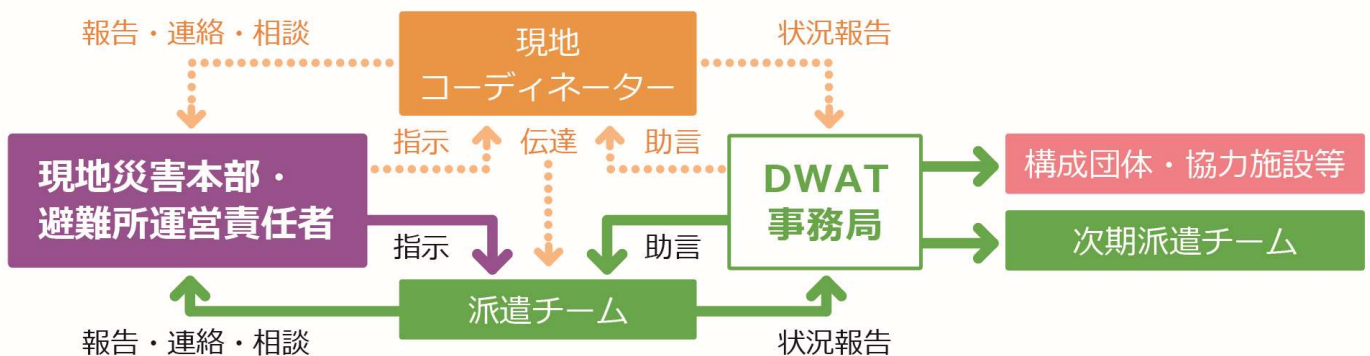 報告・連絡・相談
現地
コーディネーター
状況報告
指示
伝達
助言
現地災害本部・
避難所運営責任者
DWAT
事務局
構成団体・協力施設等
次期派遣チーム
指示
助言
派遣チーム
報告・連絡・相談
状況報告